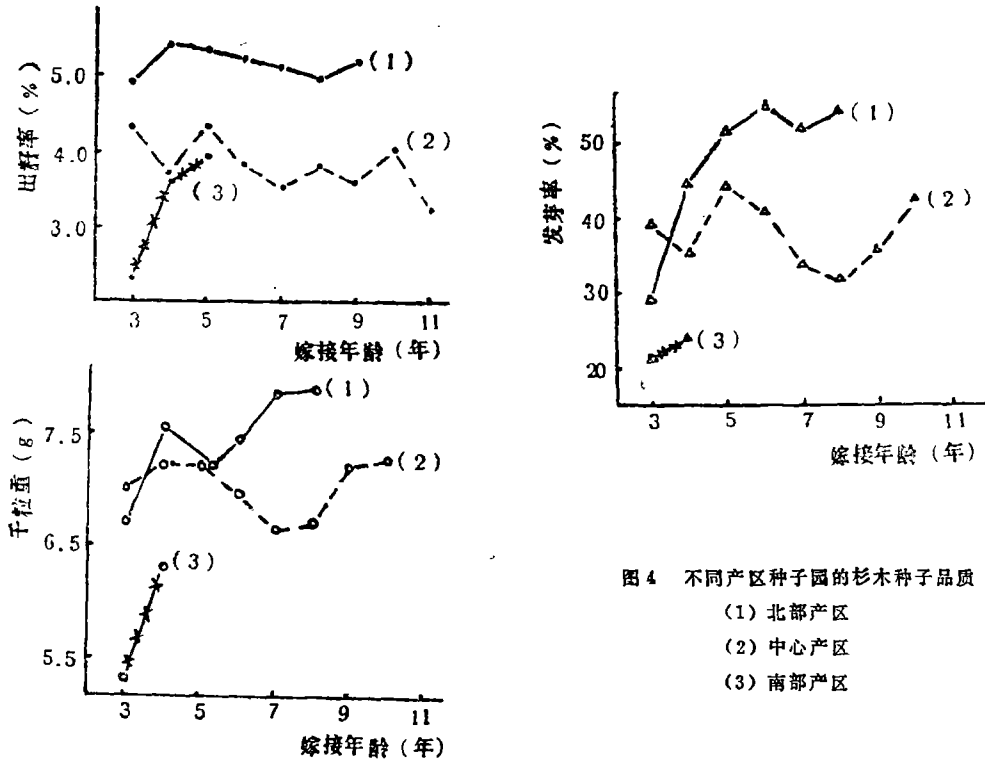 出籽率(%)
5.0
4.0
3.0
(1)
(2)
(3)
3 5 7 9 11
嫁接年龄(年)
发芽率(%)
50
40
30
20
(1)
(2)
(3)
3 5 7 9 11
嫁接年龄(年)
千粒重(g)
7.5
6.5
5.5
(1)
(2)
(3)
3 5 7 9 11
嫁接年龄(年)
图4 不同产区种子园的杉木种子品质
(1)北部产区
(2)中心产区
(3)南部产区